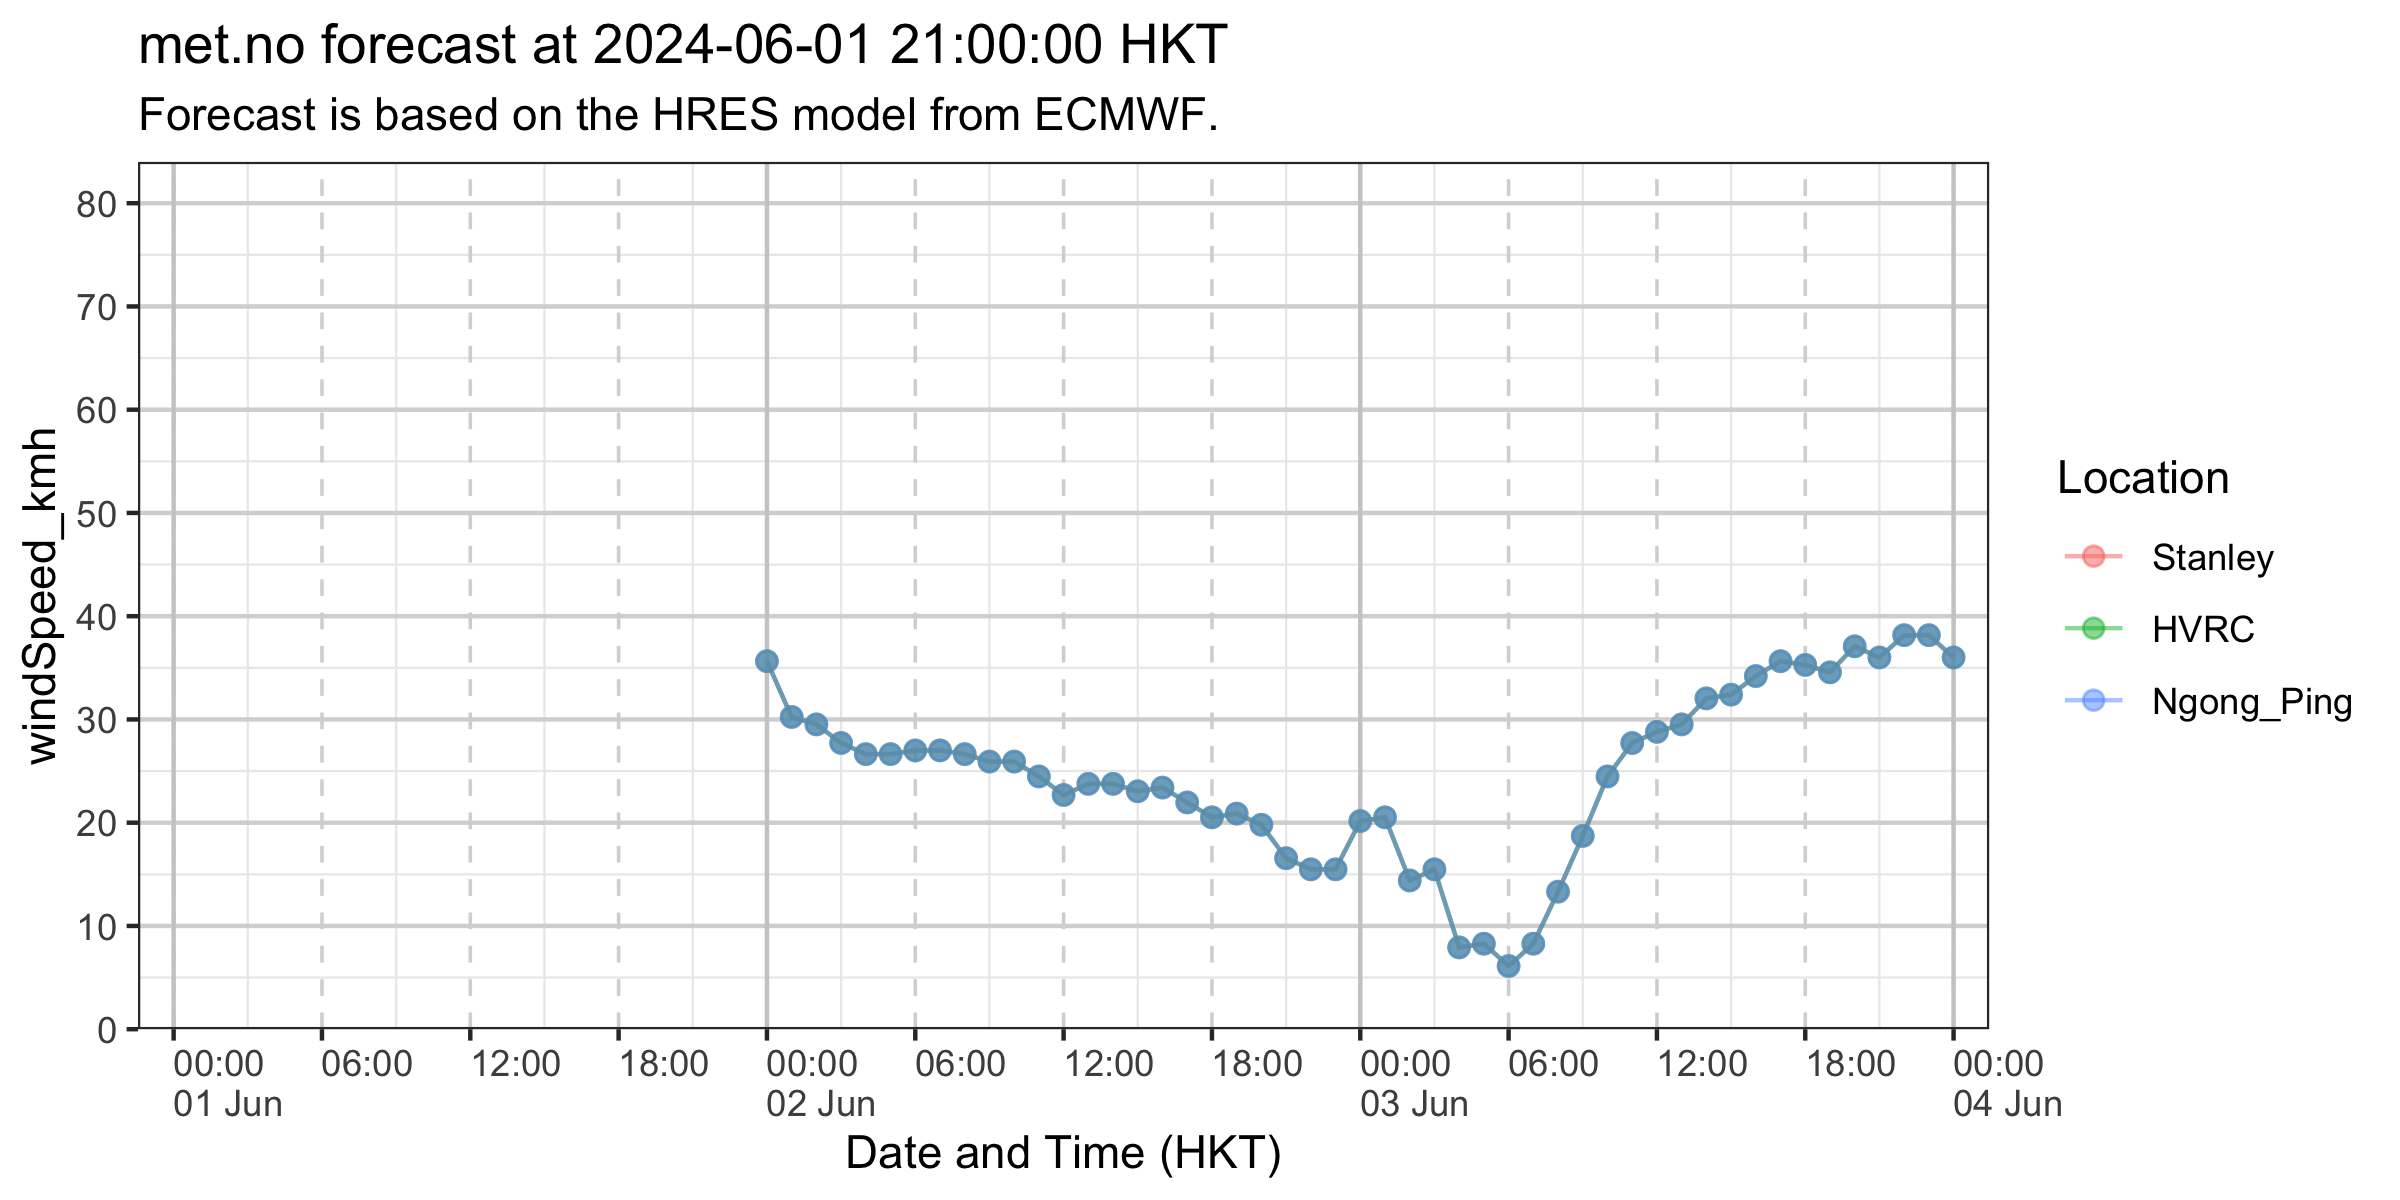 met.no forecast at 2024-06-01 21:00:00 HKT
Forecast is based on the HRES model from ECMWF.
windSpeed_kmh
80
70
60
50
40
30
20
10
0
00:00 06:00 12:00 18:00 00:00 06:00 12:00 18:00 00:00 06:00 12:00 18:00 00:00
01 Jun 02 Jun 03 Jun 04 Jun
Date and Time (HKT)
Location
Stanley
HVRC
Ngong_Ping